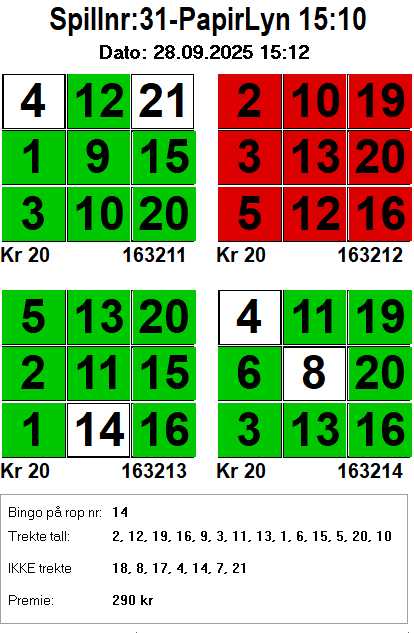 Spillnr:31-PapirLyn 15:10
Dato: 28.09.2025 15:12
4 12 21
1 9 15
3 10 20
Kr 20 163211
2 10 19
3 13 20
5 12 16
Kr 20 163212
5 13 20
2 11 15
1 14 16
Kr 20 163213
4 11 19
6 8 20
3 13 16
Kr 20 163214
Bingo på rop nr: 14
Trekte tall: 2, 12, 19, 16, 9, 3, 11, 13, 1, 6, 15, 5, 20, 10
IKKE trekte 18, 8, 17, 4, 14, 7, 21
Premie: 290 kr